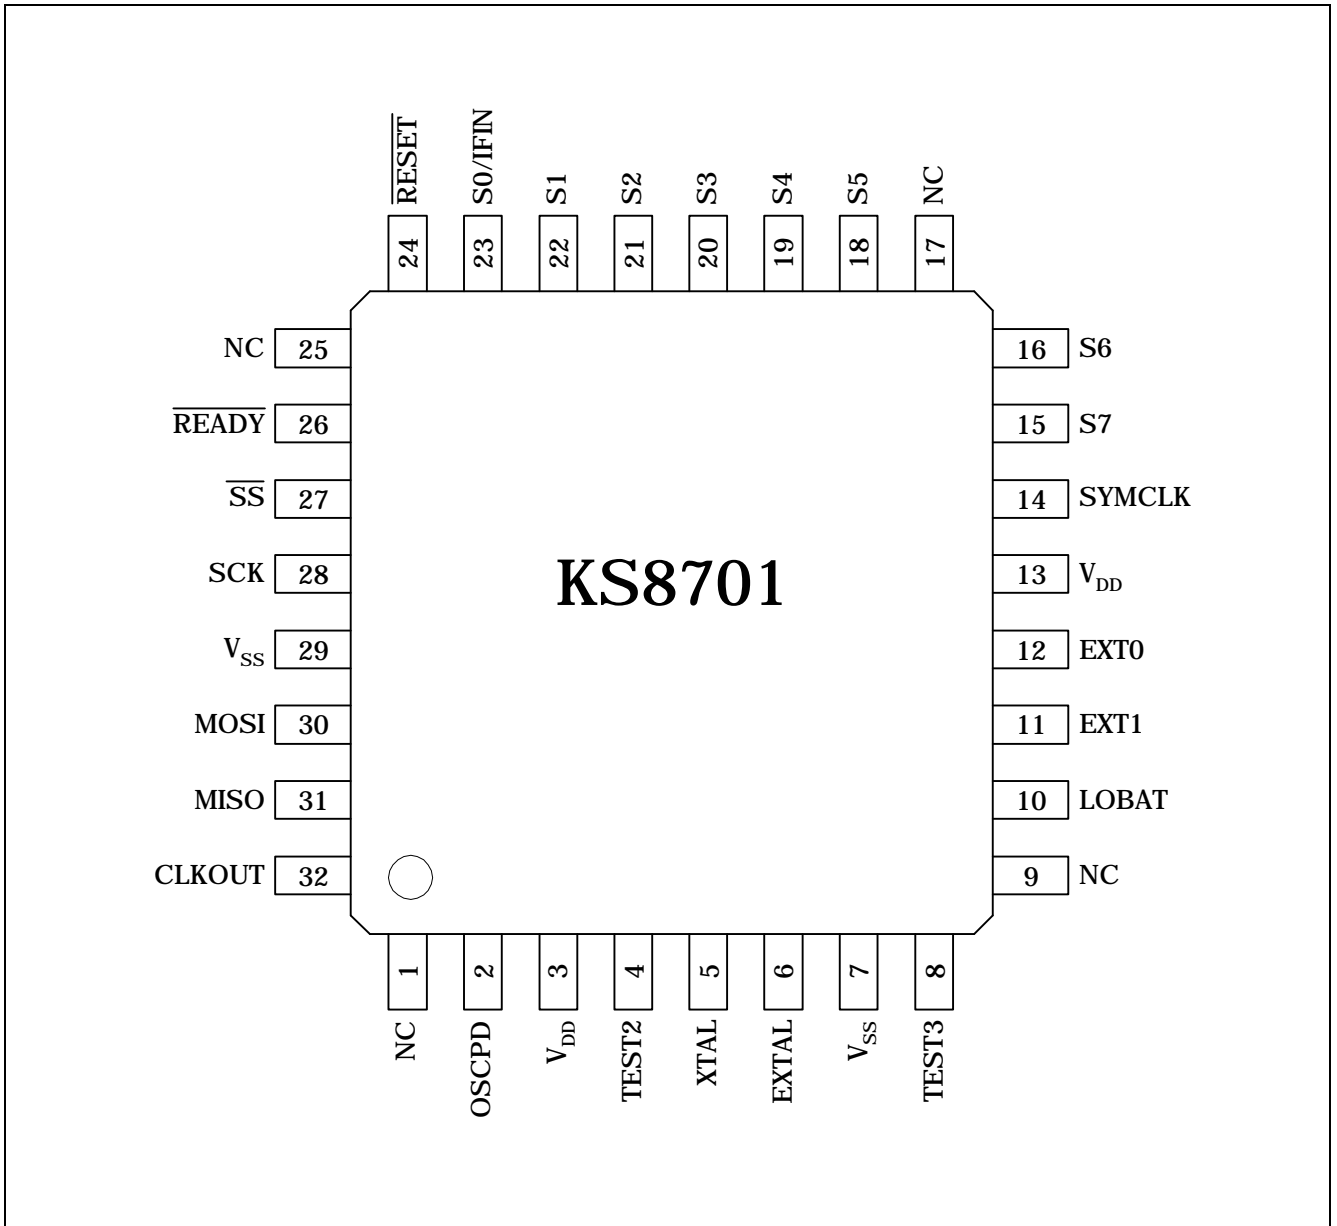 R̅E̅S̅E̅T̅
S0/IFIN
S1
S2
S3
S4
S5
NC
24
23
22
21
20
19
18
17
NC 25
R̅E̅A̅D̅Y̅ 26
S̅S̅ 27
SCK 28
VSS 29
MOSI 30
MISO 31
CLKOUT 32
KS8701
16 S6
15 S7
14 SYMCLK
13 VDD
12 EXT0
11 EXT1
10 LOBAT
9 NC
1
2
3
4
5
6
7
8
NC
OSCPD
VDD
TEST2
XTAL
EXTAL
VSS
TEST3